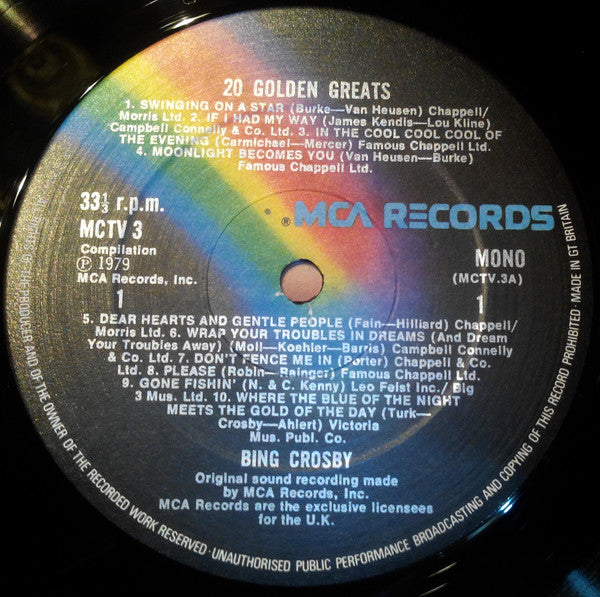 20 GOLDEN GREATS
1. SWINGING ON A STAR (Burke—Van Heusen) Chappell/
Morris Ltd. 2. IF I HAD MY WAY (James Kendis—Lou Kline)
Campbell Connelly & Co. Ltd. 3. IN THE COOL COOL COOL OF
THE EVENING (Carmichael—Mercer) Famous Chappell Ltd.
4. MOONLIGHT BECOMES YOU (Van Heusen—Burke)
Famous Chappell Ltd.
33⅓ r.p.m.
MCTV 3
Compilation
Ⓟ 1979
MCA Records, Inc.
1
® MCA RECORDS
MONO
(MCTV.3A)
1
5. DEAR HEARTS AND GENTLE PEOPLE (Fain—Hilliard) Chappell/
Morris Ltd. 6. WRAP YOUR TROUBLES IN DREAMS (And Dream
Your Troubles Away) (Moll—Koehler—Barris) Campbell Connelly
& Co. Ltd. 7. DON'T FENCE ME IN (Porter) Chappell & Co.
Ltd. 8. PLEASE (Robin—Rainger) Famous Chappell Ltd.
9. GONE FISHIN' (N. & C. Kenny) Leo Feist Inc./ Big
3 Mus. Ltd. 10. WHERE THE BLUE OF THE NIGHT
MEETS THE GOLD OF THE DAY (Turk—
Crosby—Ahlert) Victoria
Mus. Publ. Co.
BING CROSBY
Original sound recording made
by MCA Records, Inc.
MCA Records are the exclusive licensees
for the U.K.
THE PRODUCER AND OF THE OWNER OF THE RECORDED WORK RESERVED · UNAUTHORISED PUBLIC PERFORMANCE BROADCASTING AND COPYING OF THIS RECORD PROHIBITED · MADE IN GT BRITAIN